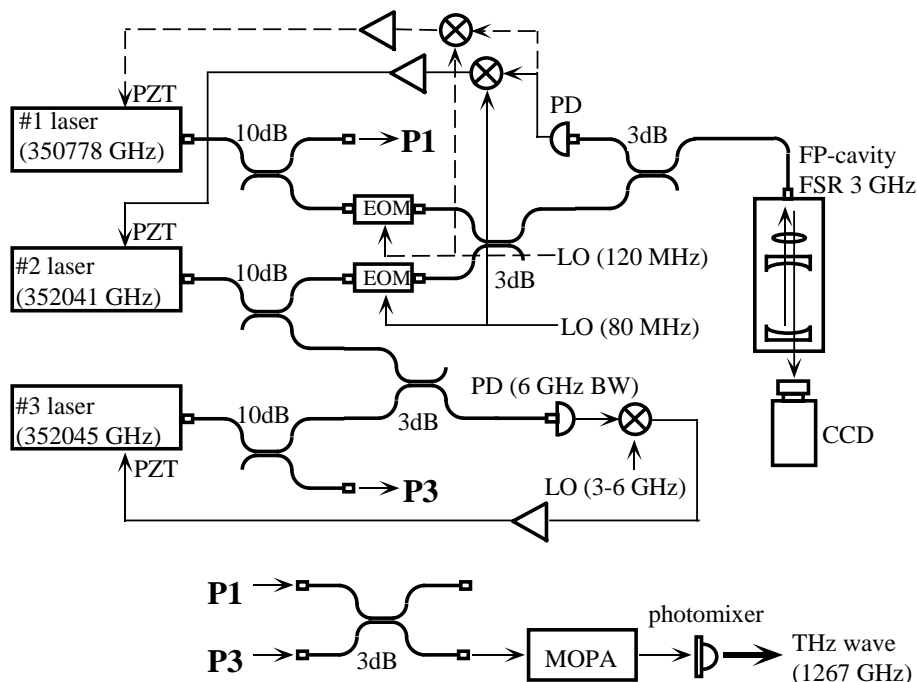 PZT
PD
#1 laser
(350778 GHz)
10dB
P1
3dB
FP-cavity
FSR 3 GHz
EOM
PZT
LO (120 MHz)
#2 laser
(352041 GHz)
10dB
EOM
3dB
LO (80 MHz)
PD (6 GHz BW)
#3 laser
(352045 GHz)
10dB
3dB
CCD
PZT
P3
LO (3-6 GHz)
P1
photomixer
P3
3dB
MOPA
THz wave
(1267 GHz)